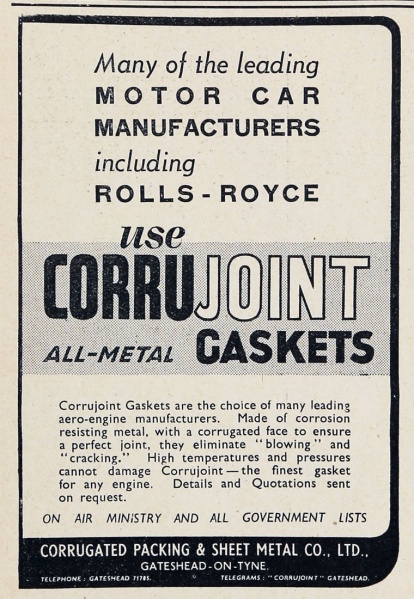 Many of the leading
MOTOR CAR
MANUFACTURERS
including
ROLLS-ROYCE
use
CORRUJOINT
ALL-METAL GASKETS
Corrujoint Gaskets are the choice of many leading
aero-engine manufacturers. Made of corrosion
resisting metal, with a corrugated face to ensure
a perfect joint, they eliminate "blowing" and
"cracking." High temperatures and pressures
cannot damage Corrujoint—the finest gasket
for any engine. Details and Quotations sent
on request.
ON AIR MINISTRY AND ALL GOVERNMENT LISTS
CORRUGATED PACKING & SHEET METAL CO., LTD.,
GATESHEAD-ON-TYNE.
TELEPHONE: GATESHEAD 71785. TELEGRAMS: "CORRUJOINT" GATESHEAD.